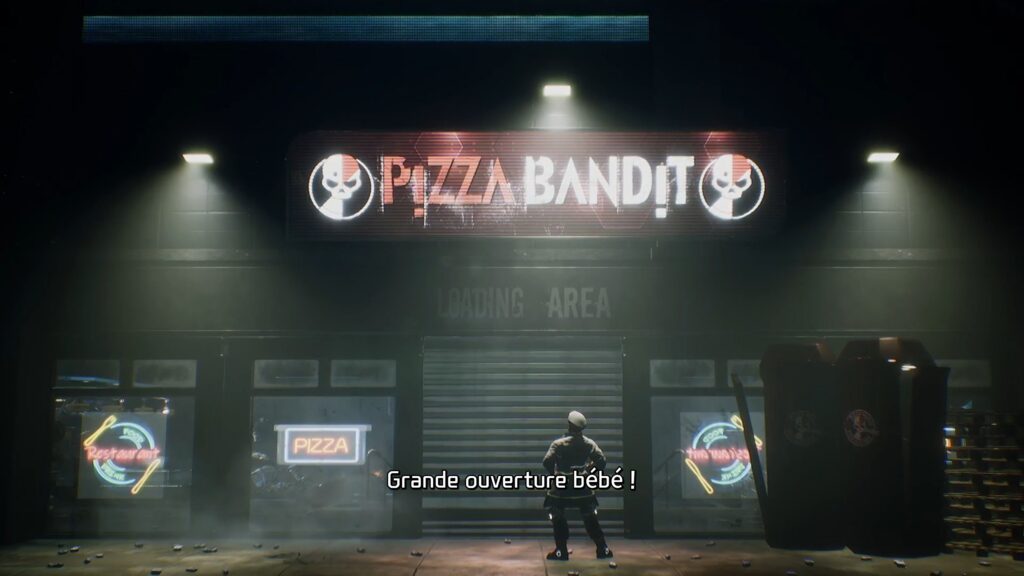 PiZZA BANDiT
LOADING AREA
Restaurant
PIZZA
Grande ouverture bébé !